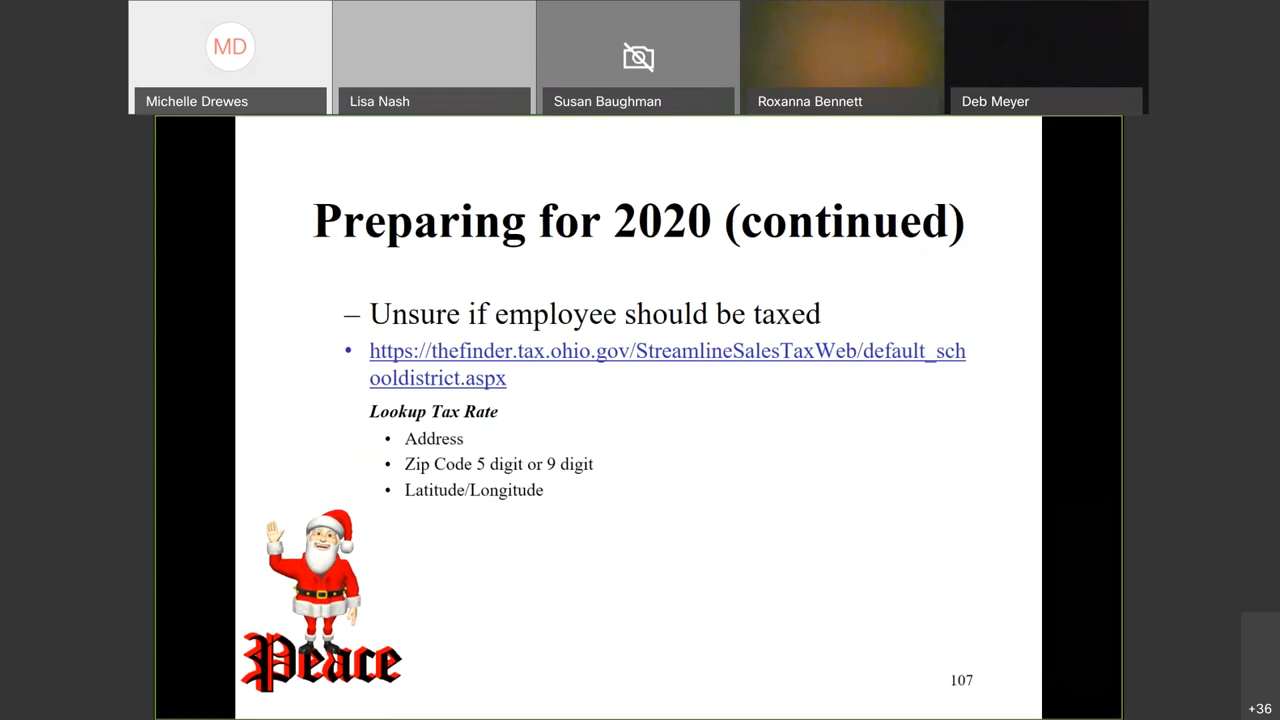 MD
Michelle Drewes
Lisa Nash
Susan Baughman
Roxanna Bennett
Deb Meyer
Preparing for 2020 (continued)
– Unsure if employee should be taxed
• https://thefinder.tax.ohio.gov/StreamlineSalesTaxWeb/default_sch
ooldistrict.aspx
Lookup Tax Rate
• Address
• Zip Code 5 digit or 9 digit
• Latitude/Longitude
Peace
107
+36